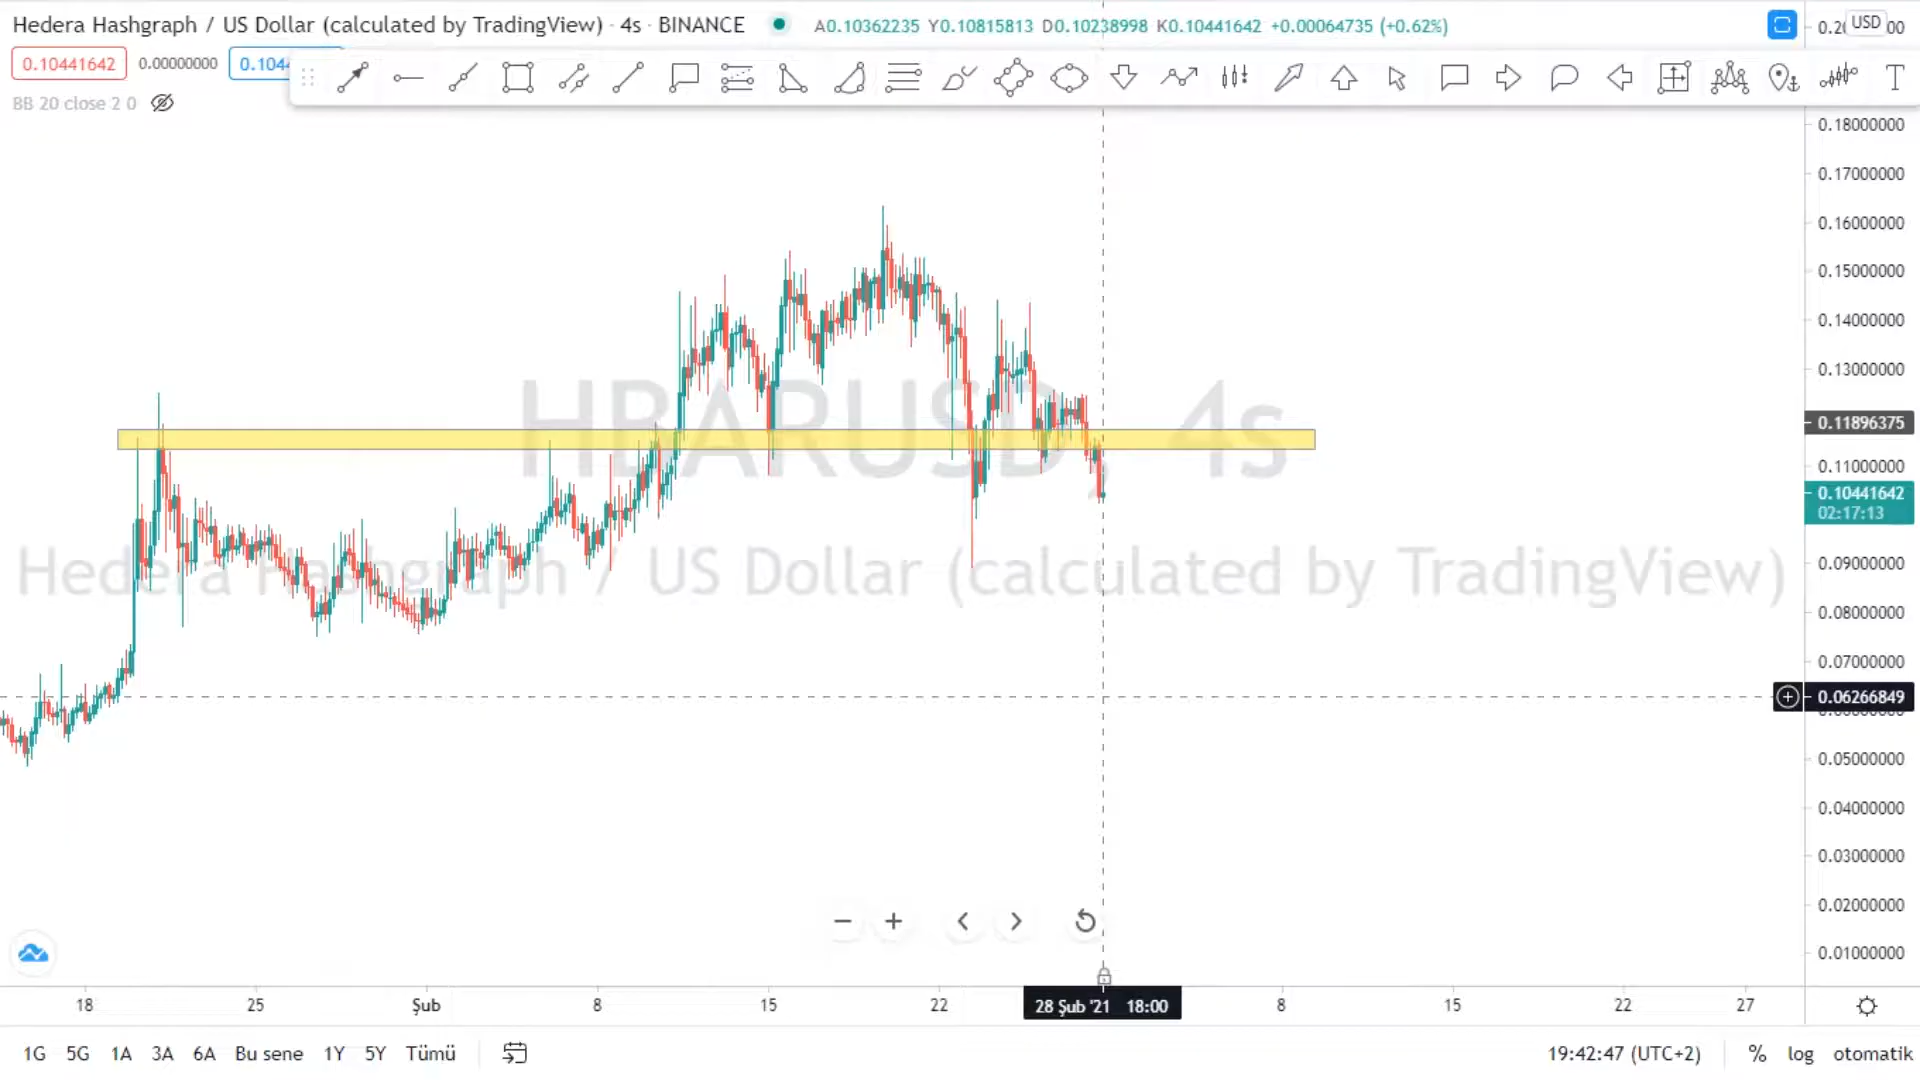 Hedera Hashgraph / US Dollar (calculated by TradingView) · 4s · BINANCE A0.10362235 Y0.10815813 D0.10238998 K0.10441642 +0.00064735 (+0.62%)
USD
0.10441642 0.00000000 0.1044
BB 20 close 2 0
T
0.18000000
0.17000000
0.16000000
0.15000000
0.14000000
0.13000000
0.11896375
0.11000000
0.10441642
02:17:13
0.09000000
0.08000000
0.07000000
0.06266849
0.05000000
0.04000000
0.03000000
0.02000000
0.01000000
HBARUSD, 4s
Hedera Hashgraph / US Dollar (calculated by TradingView)
18 25 Şub 8 15 22 28 Şub '21 18:00 8 15 22 27
1G 5G 1A 3A 6A Bu sene 1Y 5Y Tümü 19:42:47 (UTC+2) % log otomatik